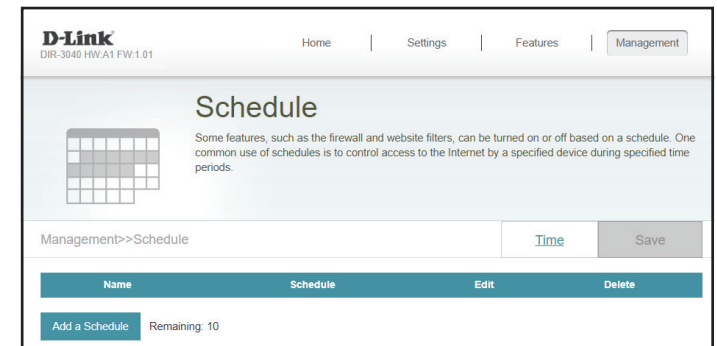 D-Link
DIR-3040 HW:A1 FW:1.01
Home | Settings | Features | Management
Schedule
Some features, such as the firewall and website filters, can be turned on or off based on a schedule. One
common use of schedules is to control access to the Internet by a specified device during specified time
periods.
Management>>Schedule Time Save
Name Schedule Edit Delete
Add a Schedule Remaining: 10